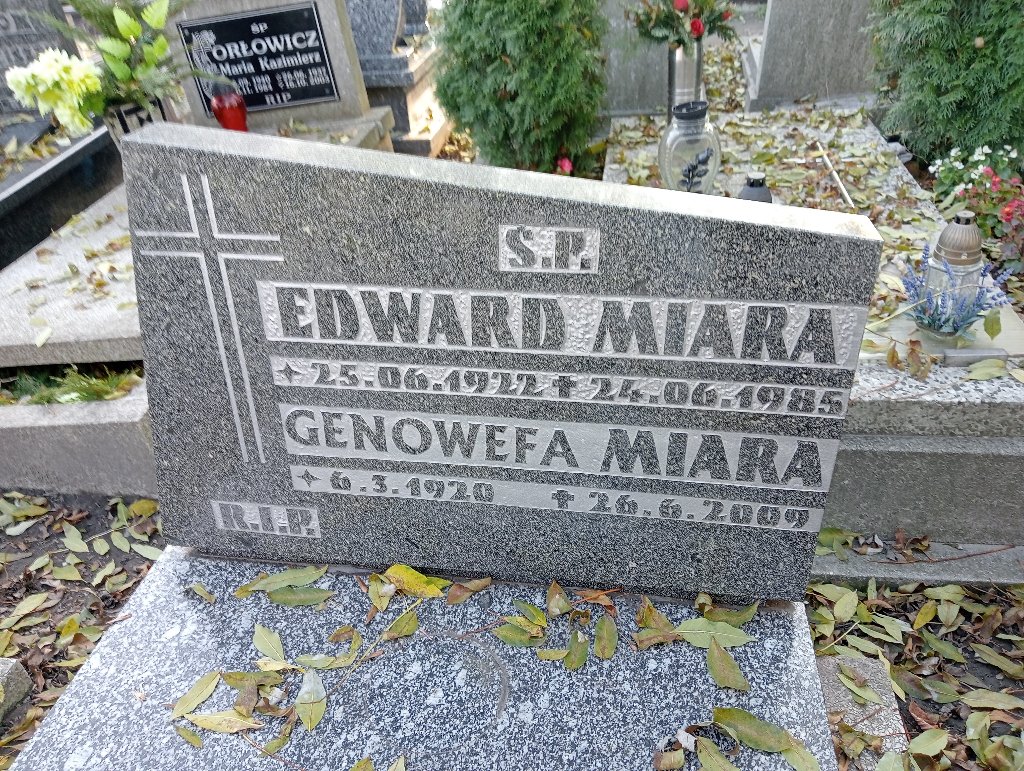 ŚP
ORŁOWICZ
Maria Kazimierz
RIP
Ś.P.
EDWARD MIARA
✦ 25.06.1922 ✝ 24.06.1985
GENOWEFA MIARA
✦ 6.3.1920 ✝ 26.6.2009
R.I.P.